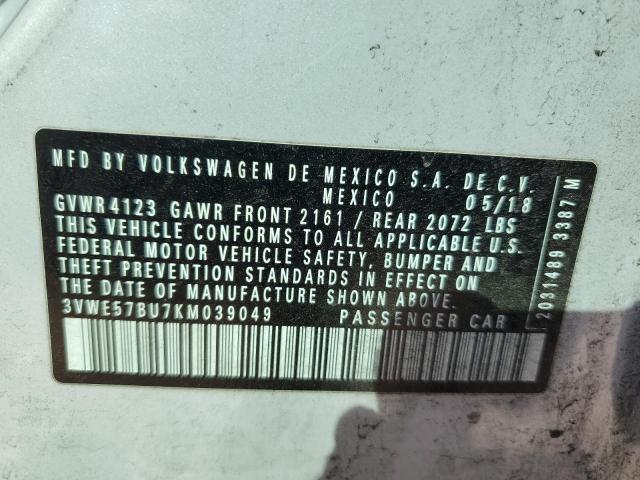 MFD BY VOLKSWAGEN DE MEXICO S.A. DE C.V.
MEXICO 05/18
GVWR 4123 GAWR FRONT 2161 / REAR 2072 LBS
THIS VEHICLE CONFORMS TO ALL APPLICABLE U.S.
FEDERAL MOTOR VEHICLE SAFETY, BUMPER AND
THEFT PREVENTION STANDARDS IN EFFECT ON
THE DATE OF MANUFACTURE SHOWN ABOVE.
3VWE57BU7KM039049 PASSENGER CAR
2031489 3387 M